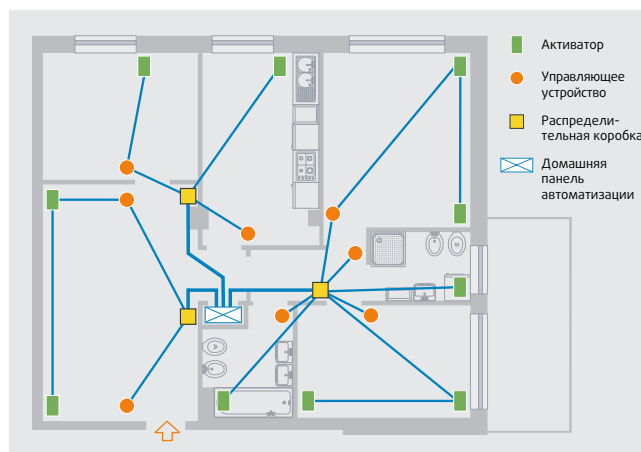 Активатор
Управляющее
устройство
Распредели-
тельная коробка
Домашняя
панель
автоматизации